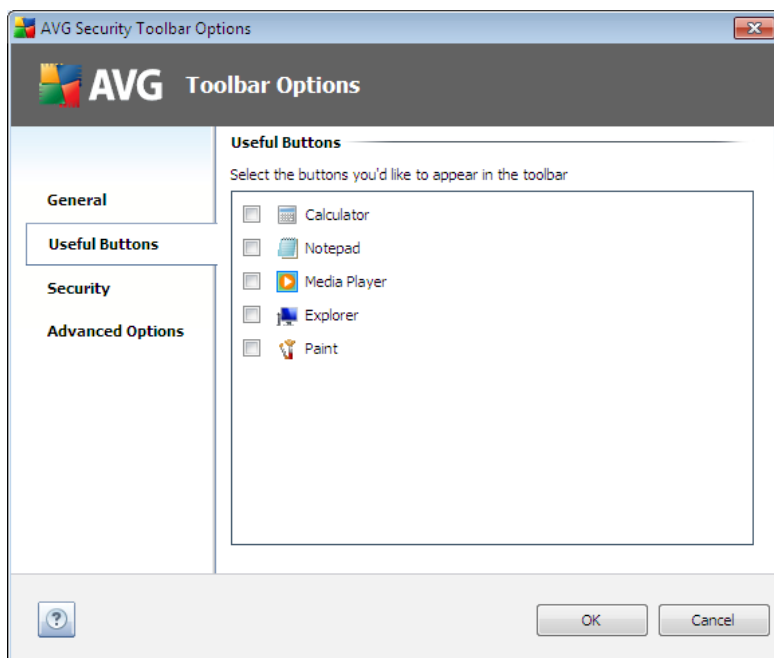 AVG Security Toolbar Options
AVG Toolbar Options
General
Useful Buttons
Security
Advanced Options
Useful Buttons
Select the buttons you'd like to appear in the toolbar
Calculator
Notepad
Media Player
Explorer
Paint
?
OK
Cancel